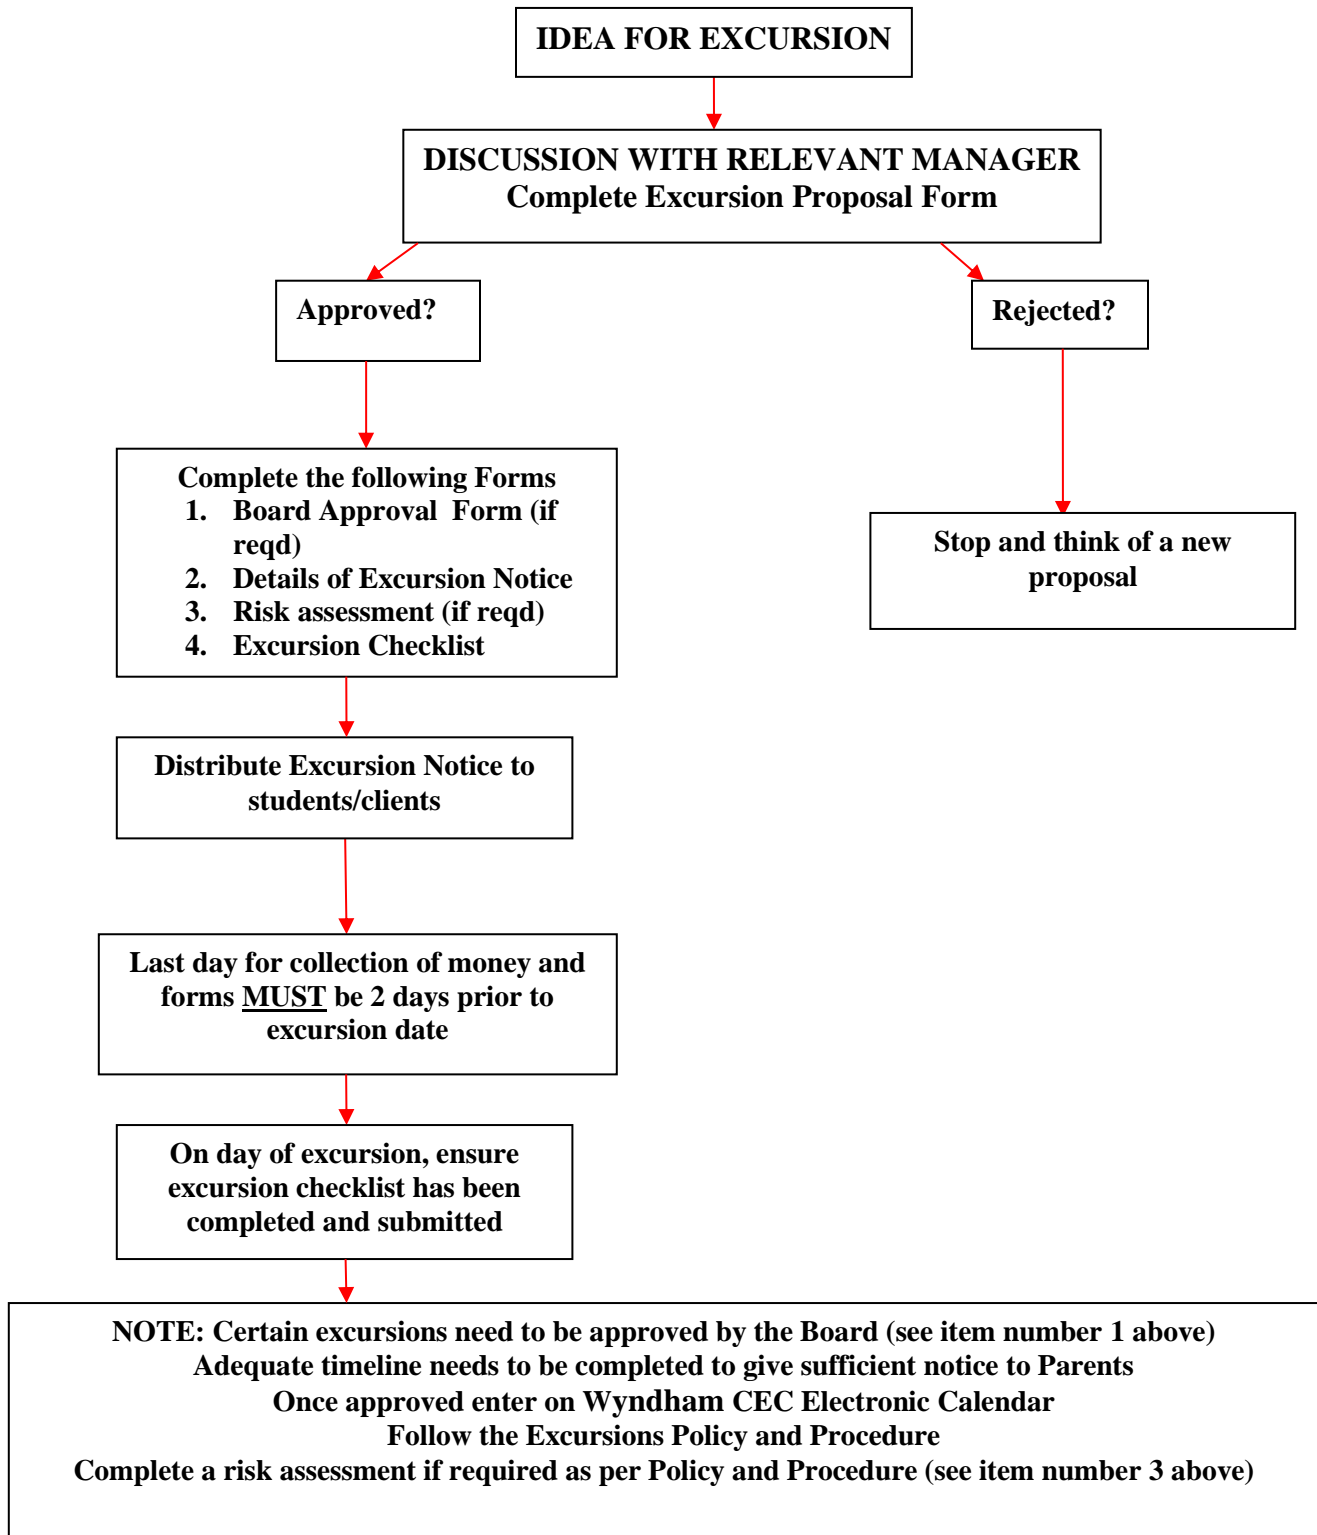 IDEA FOR EXCURSION
DISCUSSION WITH RELEVANT MANAGER
Complete Excursion Proposal Form
Approved?
Rejected?
Complete the following Forms
1. Board Approval Form (if
reqd)
2. Details of Excursion Notice
3. Risk assessment (if reqd)
4. Excursion Checklist
Stop and think of a new
proposal
Distribute Excursion Notice to
students/clients
Last day for collection of money and
forms MUST be 2 days prior to
excursion date
On day of excursion, ensure
excursion checklist has been
completed and submitted
NOTE: Certain excursions need to be approved by the Board (see item number 1 above)
Adequate timeline needs to be completed to give sufficient notice to Parents
Once approved enter on Wyndham CEC Electronic Calendar
Follow the Excursions Policy and Procedure
Complete a risk assessment if required as per Policy and Procedure (see item number 3 above)